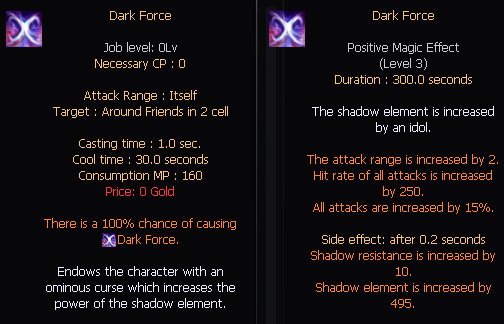 Dark Force
Job level: 0Lv
Necessary CP : 0
Attack Range : Itself
Target : Around Friends in 2 cell
Casting time : 1.0 sec.
Cool time : 30.0 seconds
Consumption MP : 160
Price: 0 Gold
There is a 100% chance of causing
Dark Force.
Endows the character with an
ominous curse which increases the
power of the shadow element.
Dark Force
Positive Magic Effect
(Level 3)
Duration : 300.0 seconds
The shadow element is increased
by an idol.
The attack range is increased by 2.
Hit rate of all attacks is increased
by 250.
All attacks are increased by 15%.
Side effect: after 0.2 seconds
Shadow resistance is increased by
10.
Shadow element is increased by
495.